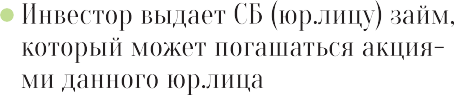 Инвестор выдает СБ (юр.лицу) займ,
который может погашаться акция-
ми данного юр.лица